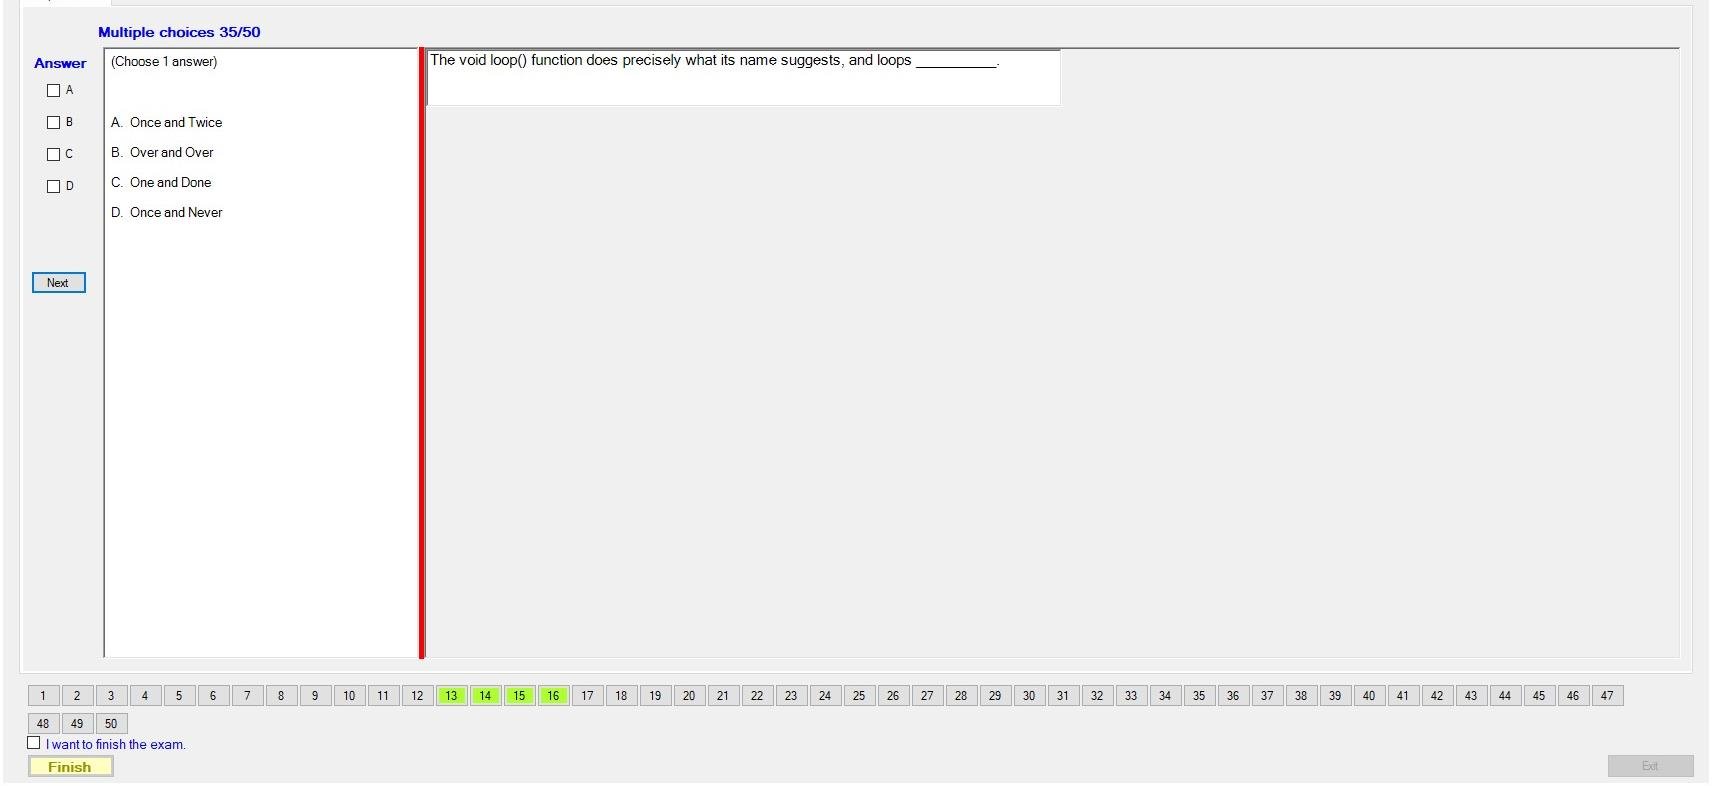 Multiple choices 35/50
Answer
A
B
C
D
Next
(Choose 1 answer)
A. Once and Twice
B. Over and Over
C. One and Done
D. Once and Never
The void loop() function does precisely what its name suggests, and loops __________.
1 2 3 4 5 6 7 8 9 10 11 12 13 14 15 16 17 18 19 20 21 22 23 24 25 26 27 28 29 30 31 32 33 34 35 36 37 38 39 40 41 42 43 44 45 46 47
48 49 50
I want to finish the exam.
Finish
Exit